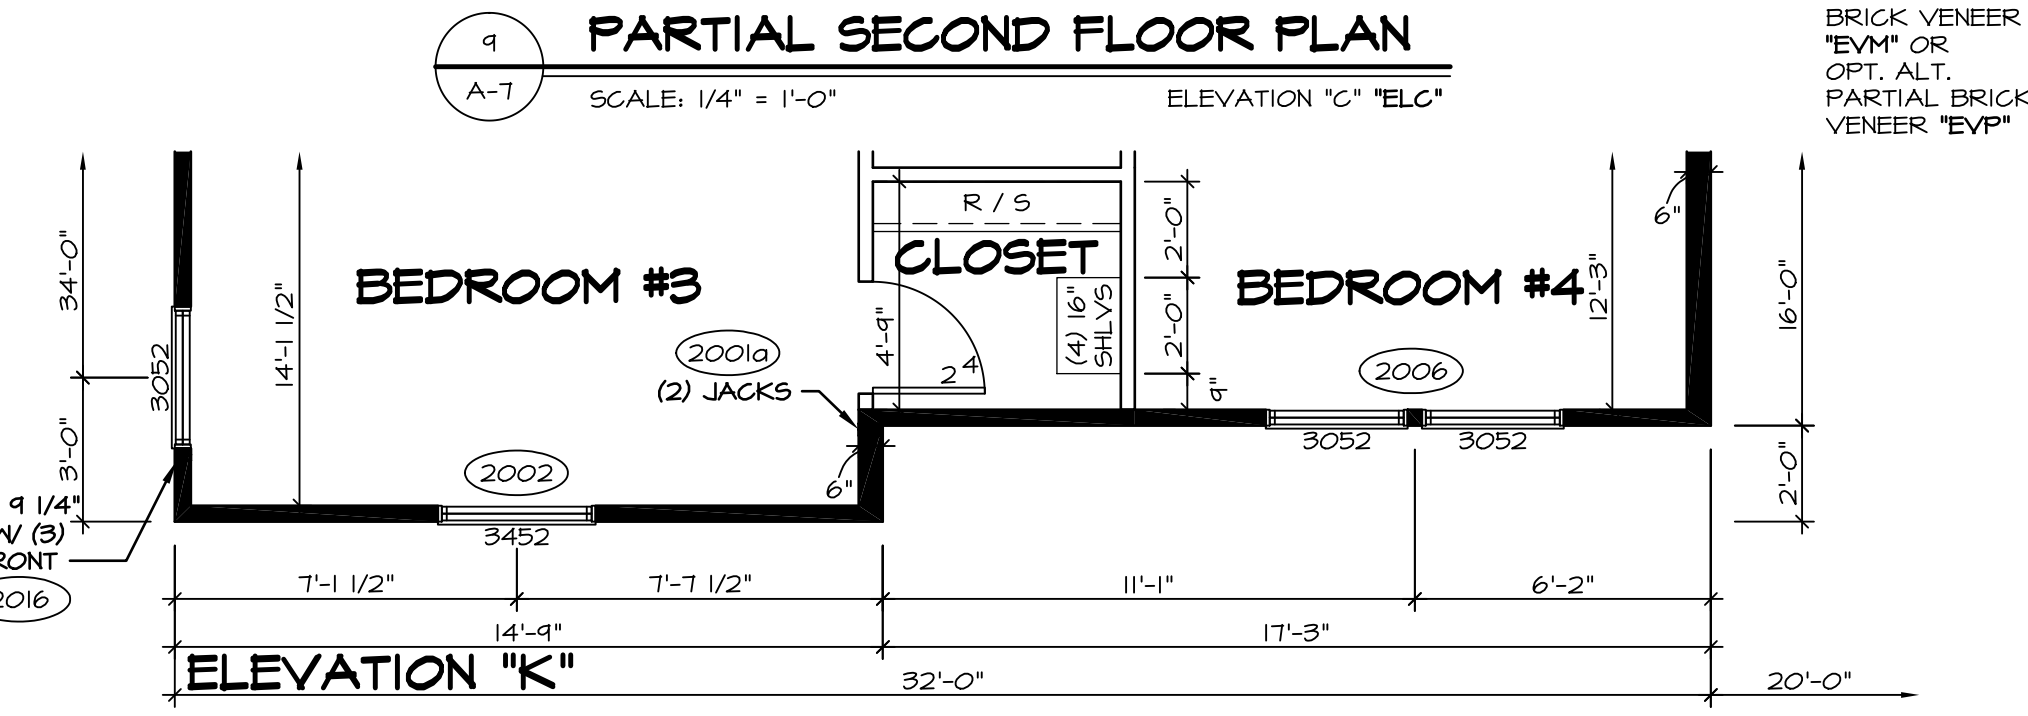 9
A-7
PARTIAL SECOND FLOOR PLAN
SCALE: 1/4" = 1'-0"
ELEVATION "C" "ELC"
BRICK VENEER
"EVM" OR
OPT. ALT.
PARTIAL BRICK
VENEER "EVP"
34'-0"
3'-0"
3052
14'-1 1/2"
BEDROOM #3
2001a
(2) JACKS
2002
3452
6"
R / S
CLOSET
4'-9"
2 4
(4) 16"
SHLVS
2'-0"
2'-0"
9"
BEDROOM #4
2006
3052
3052
12'-3"
6"
16'-0"
2'-0"
9 1/4"
W/ (3)
RONT
2016
7'-1 1/2"
7'-7 1/2"
11'-1"
6'-2"
14'-9"
17'-3"
ELEVATION "K"
32'-0"
20'-0"